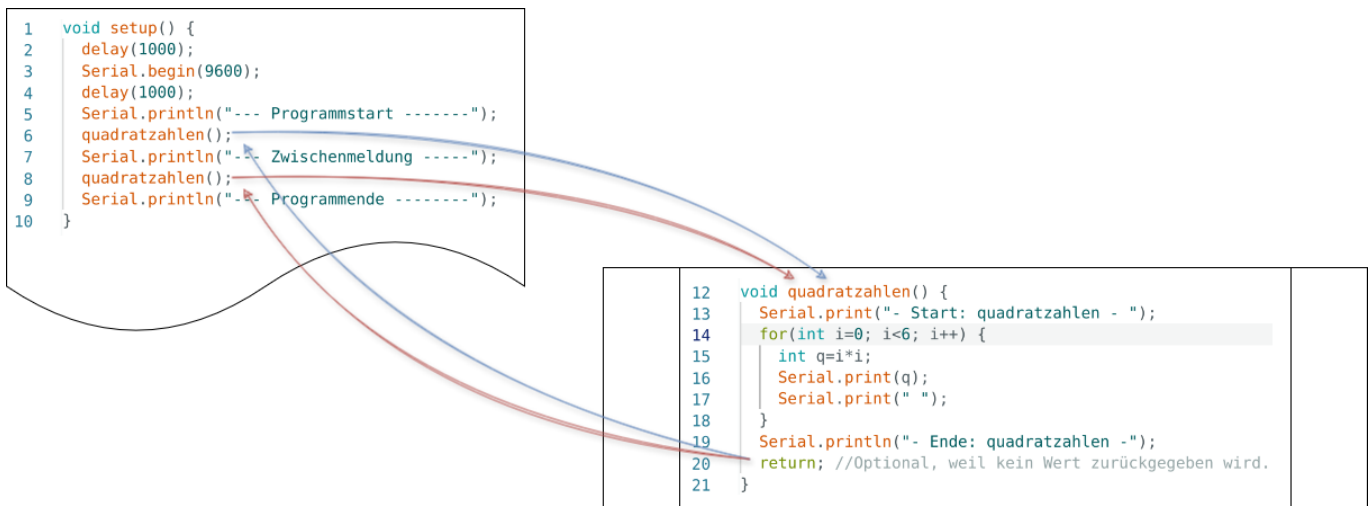 1 void setup() {
2 delay(1000);
3 Serial.begin(9600);
4 delay(1000);
5 Serial.println("--- Programmstart -------");
6 quadratzahlen();
7 Serial.println("--- Zwischenmeldung -----");
8 quadratzahlen();
9 Serial.println("--- Programmende --------");
10 }
12 void quadratzahlen() {
13 Serial.print("- Start: quadratzahlen - ");
14 for(int i=0; i<6; i++) {
15 int q=i*i;
16 Serial.print(q);
17 Serial.print(" ");
18 }
19 Serial.println("- Ende: quadratzahlen -");
20 return; //Optional, weil kein Wert zurückgegeben wird.
21 }